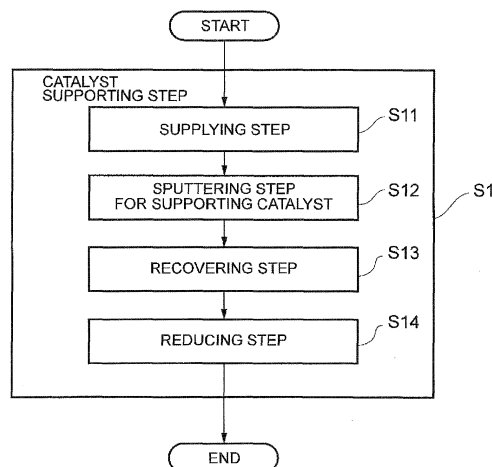 START
CATALYST
SUPPORTING STEP
SUPPLYING STEP
S11
SPUTTERING STEP
FOR SUPPORTING CATALYST
S12
S1
RECOVERING STEP
S13
REDUCING STEP
S14
END